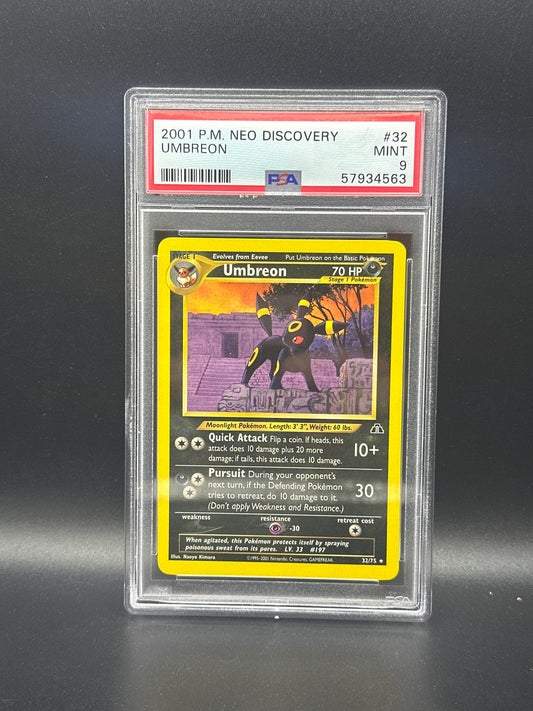 2001 P.M. NEO DISCOVERY #32
UMBREON MINT
9
PSA 57934563
STAGE 1 Evolves from Eevee Put Umbreon on the Basic Pokémon
Umbreon 70 HP
Stage 1 Pokémon
Moonlight Pokémon. Length: 3' 3", Weight: 60 lbs.
Quick Attack Flip a coin. If heads, this
attack does 10 damage plus 20 more
damage; if tails, this attack does 10 damage.
10+
Pursuit During your opponent's
next turn, if the Defending Pokémon
tries to retreat, do 10 damage to it.
(Don't apply Weakness and Resistance.)
30
weakness resistance retreat cost
-30
When agitated, this Pokémon protects itself by spraying
poisonous sweat from its pores. LV. 33 #197
Illus. Naoyo Kimura ©1995-2001 Nintendo, Creatures, GAMEFREAK. 32/75 ★